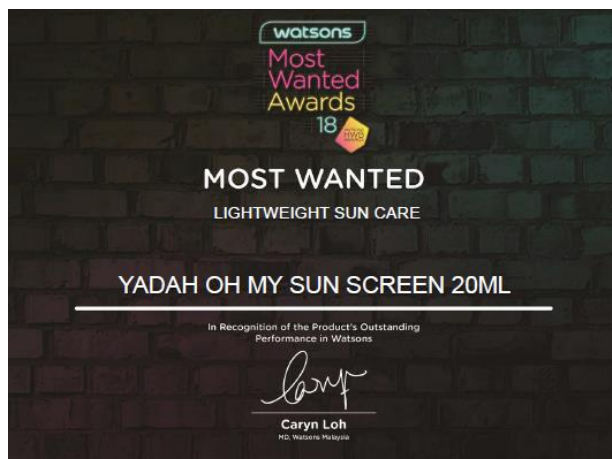 watsons
Most
Wanted
Awards
18
HWB
MOST WANTED
LIGHTWEIGHT SUN CARE
YADAH OH MY SUN SCREEN 20ML
In Recognition of the Product's Outstanding
Performance in Watsons
Caryn Loh
MD, Watsons Malaysia